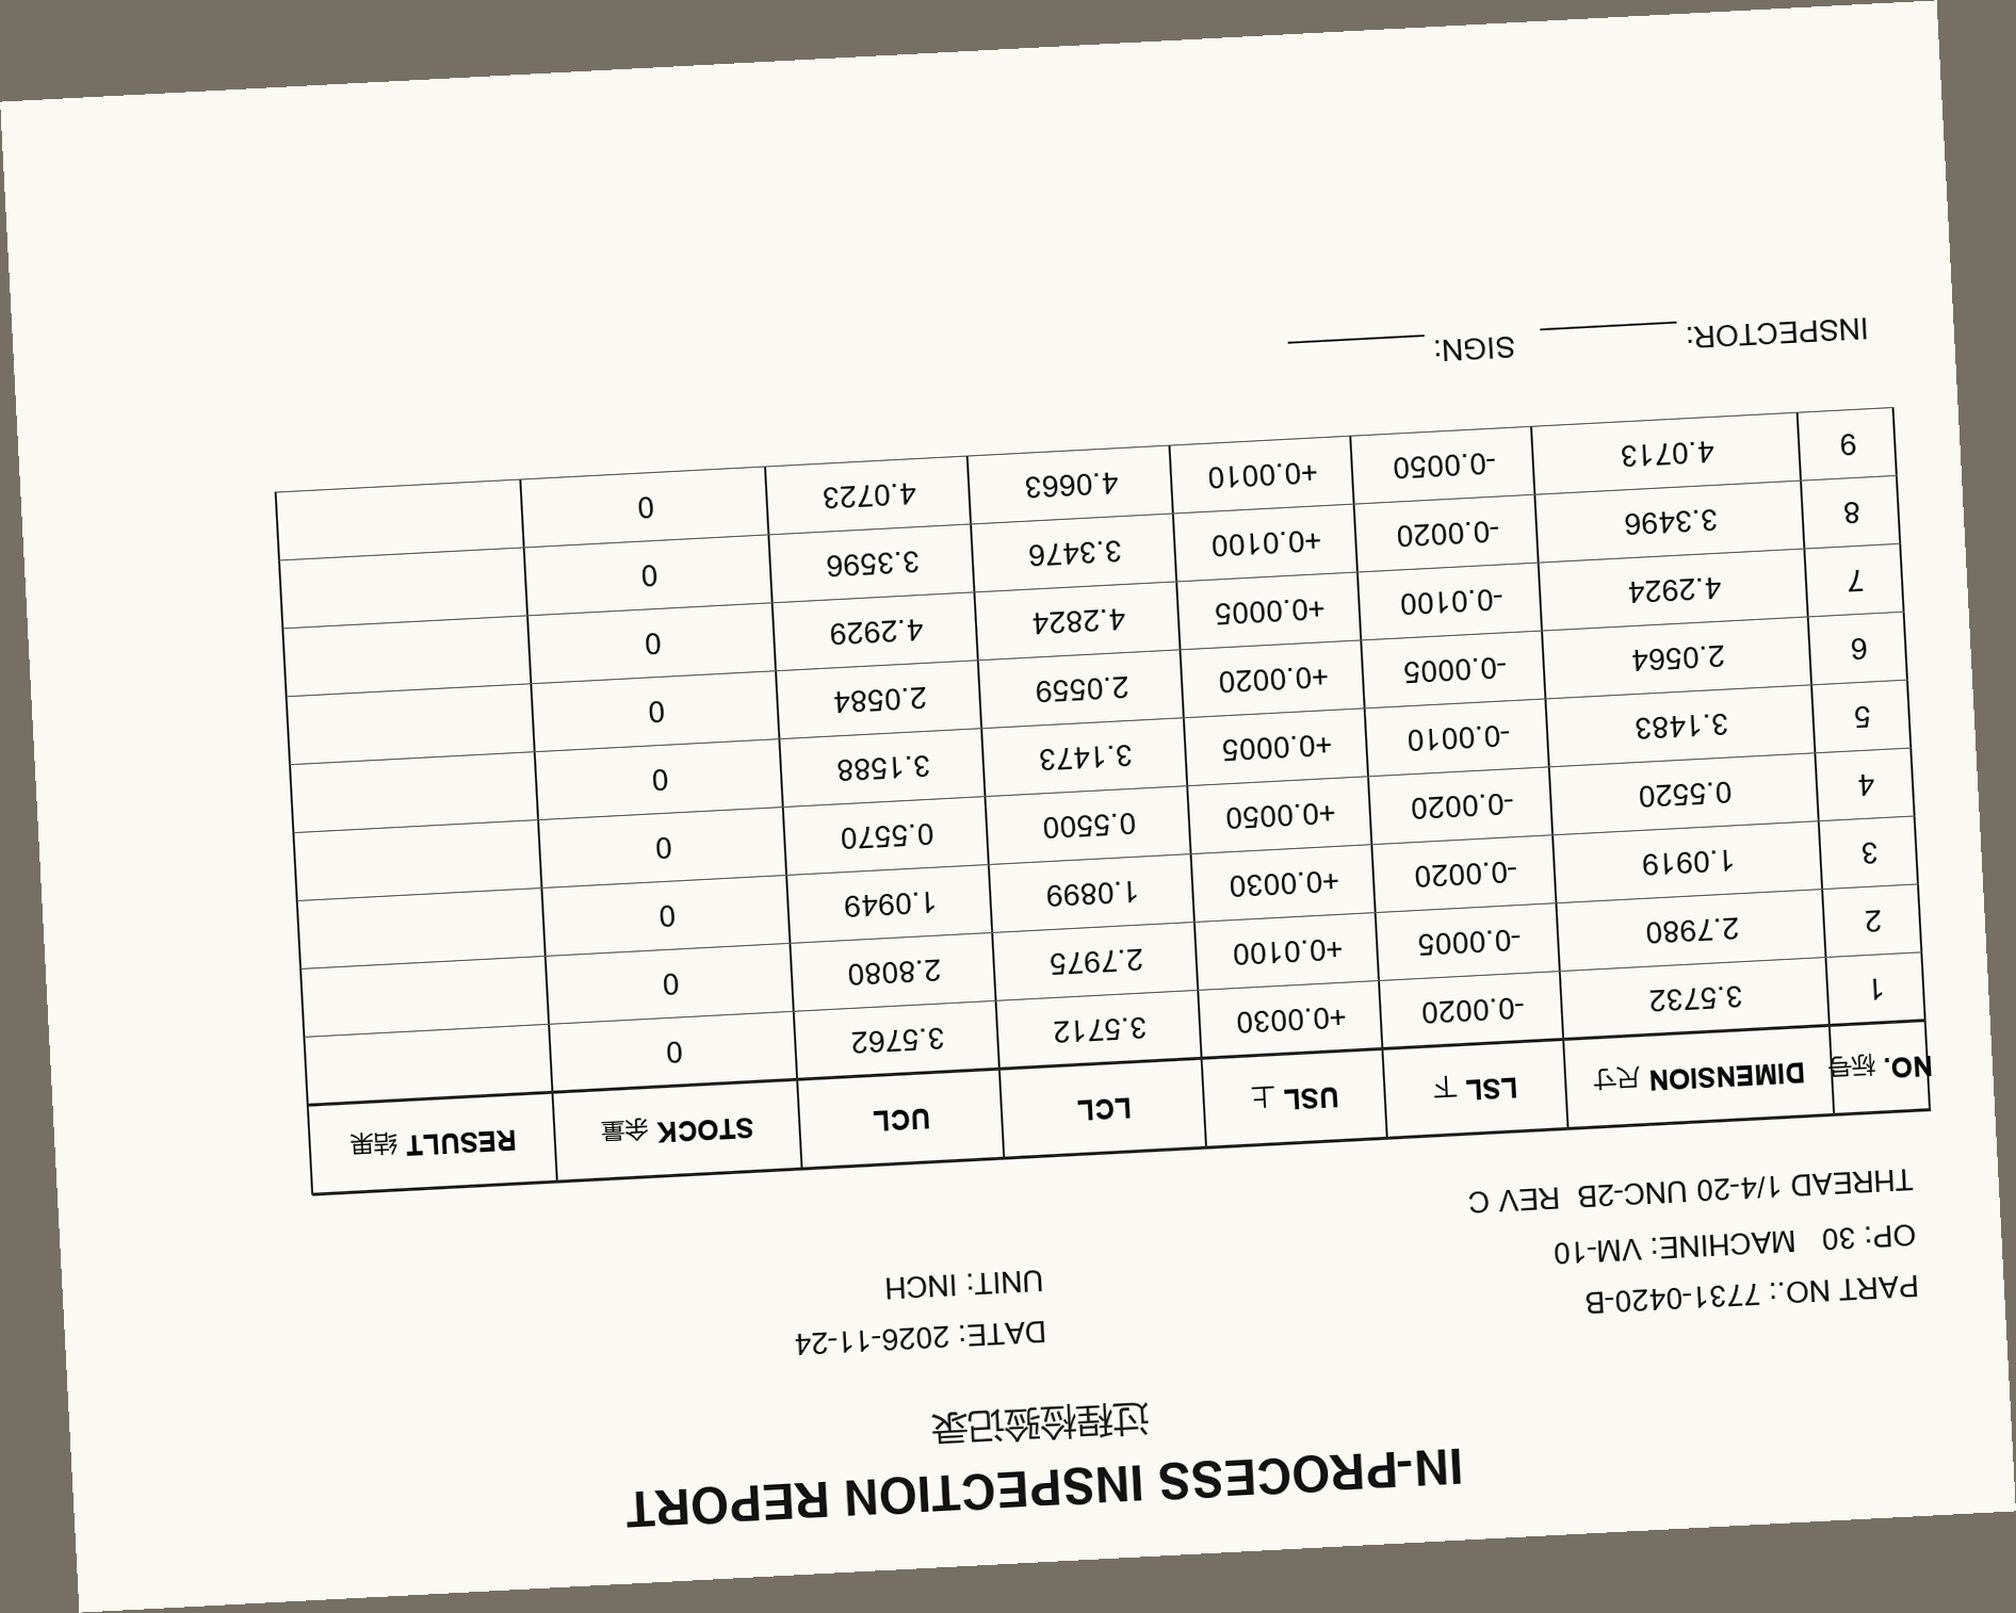 IN-PROCESS INSPECTION REPORT
过程检验记录
PART NO.: 7731-0420-B DATE: 2026-11-24
OP: 30 MACHINE: VM-10 UNIT: INCH
THREAD 1/4-20 UNC-2B REV C
NO. 标号 DIMENSION 尺寸 LSL 下 USL 上 LCL UCL STOCK 余量 RESULT 结果
1 3.5732 -0.0020 +0.0030 3.5712 3.5762 0
2 2.7980 -0.0005 +0.0100 2.7975 2.8080 0
3 1.0919 -0.0020 +0.0030 1.0899 1.0949 0
4 0.5520 -0.0020 +0.0050 0.5500 0.5570 0
5 3.1483 -0.0010 +0.0005 3.1473 3.1588 0
6 2.0564 -0.0005 +0.0020 2.0559 2.0584 0
7 4.2924 -0.0100 +0.0005 4.2824 4.2929 0
8 3.3496 -0.0020 +0.0100 3.3476 3.3596 0
9 4.0713 -0.0050 +0.0010 4.0663 4.0723 0
INSPECTOR: SIGN: